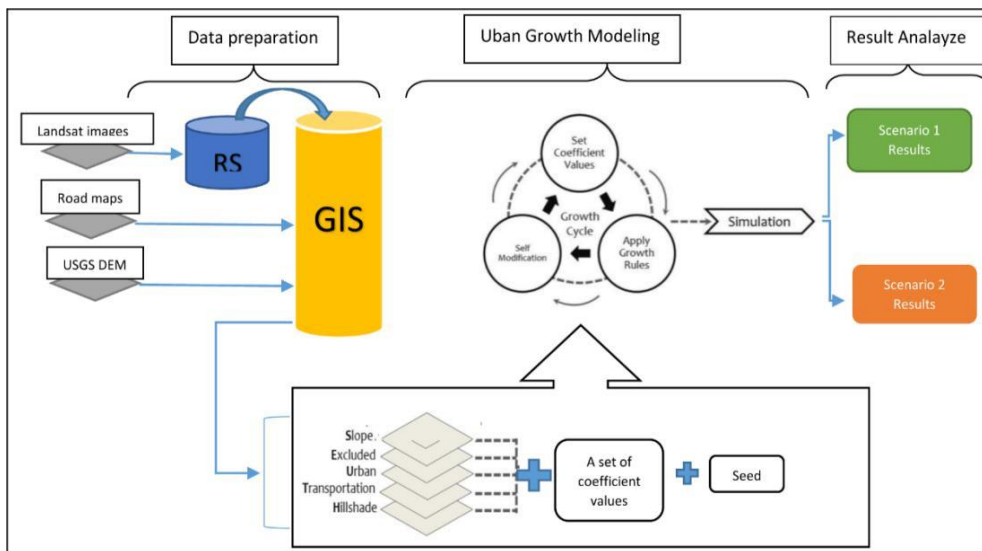 Data preparation
Uban Growth Modeling
Result Analayze
Landsat images
RS
Road maps
USGS DEM
GIS
Set
Coefficient
Values
Growth
Cycle
Self
Modification
Apply
Growth
Rules
Simulation
Scenario 1
Results
Scenario 2
Results
Slope.
Excluded
Urban
Transportation
Hillshade
A set of
coefficient
values
Seed